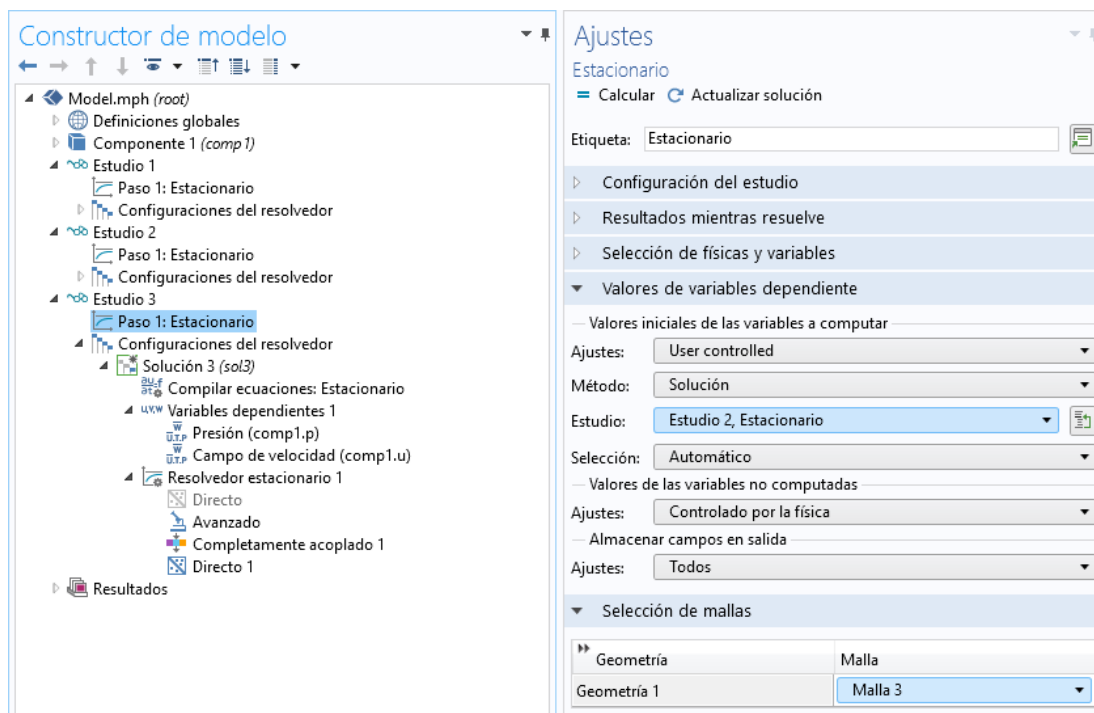 Constructor de modelo
Model.mph (root)
Definiciones globales
Componente 1 (comp1)
Estudio 1
Paso 1: Estacionario
Configuraciones del resolvedor
Estudio 2
Paso 1: Estacionario
Configuraciones del resolvedor
Estudio 3
Paso 1: Estacionario
Configuraciones del resolvedor
Solución 3 (sol3)
Compilar ecuaciones: Estacionario
u,v,w Variables dependientes 1
Presión (comp1.p)
Campo de velocidad (comp1.u)
Resolvedor estacionario 1
Directo
Avanzado
Completamente acoplado 1
Directo 1
Resultados
Ajustes
Estacionario
= Calcular Actualizar solución
Etiqueta: Estacionario
Configuración del estudio
Resultados mientras resuelve
Selección de físicas y variables
Valores de variables dependiente
Valores iniciales de las variables a computar
Ajustes: User controlled
Método: Solución
Estudio: Estudio 2, Estacionario
Selección: Automático
Valores de las variables no computadas
Ajustes: Controlado por la física
Almacenar campos en salida
Ajustes: Todos
Selección de mallas
Geometría Malla
Geometría 1 Malla 3